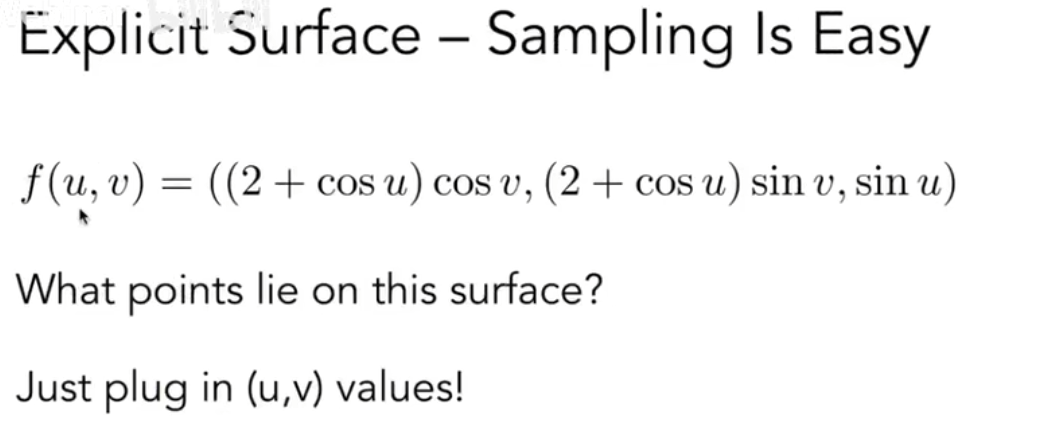 Explicit Surface – Sampling Is Easy
f(u, v) = ((2 + cos u) cos v, (2 + cos u) sin v, sin u)
What points lie on this surface?
Just plug in (u,v) values!